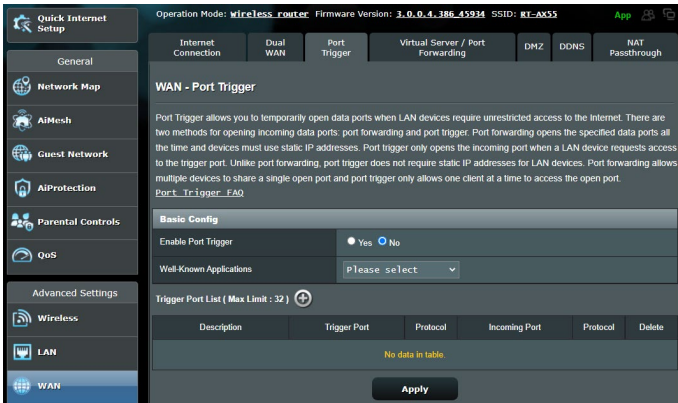 Quick Internet
Setup
Operation Mode: Wireless router Firmware Version: 3.0.0.4.386_45934 SSID: RT-AX55
App
General
Network Map
AiMesh
Guest Network
AiProtection
Parental Controls
QoS
Advanced Settings
Wireless
LAN
WAN
Internet
Connection
Dual
WAN
Port
Trigger
Virtual Server / Port
Forwarding
DMZ
DDNS
NAT
Passthrough
WAN - Port Trigger
Port Trigger allows you to temporarily open data ports when LAN devices require unrestricted access to the Internet. There are
two methods for opening incoming data ports: port forwarding and port trigger. Port forwarding opens the specified data ports all
the time and devices must use static IP addresses. Port trigger only opens the incoming port when a LAN device requests access
to the trigger port. Unlike port forwarding, port trigger does not require static IP addresses for LAN devices. Port forwarding allows
multiple devices to share a single open port and port trigger only allows one client at a time to access the open port.
Port Trigger FAQ
Basic Config
Enable Port Trigger Yes No
Well-Known Applications Please select
Trigger Port List ( Max Limit : 32 )
Description Trigger Port Protocol Incoming Port Protocol Delete
No data in table.
Apply